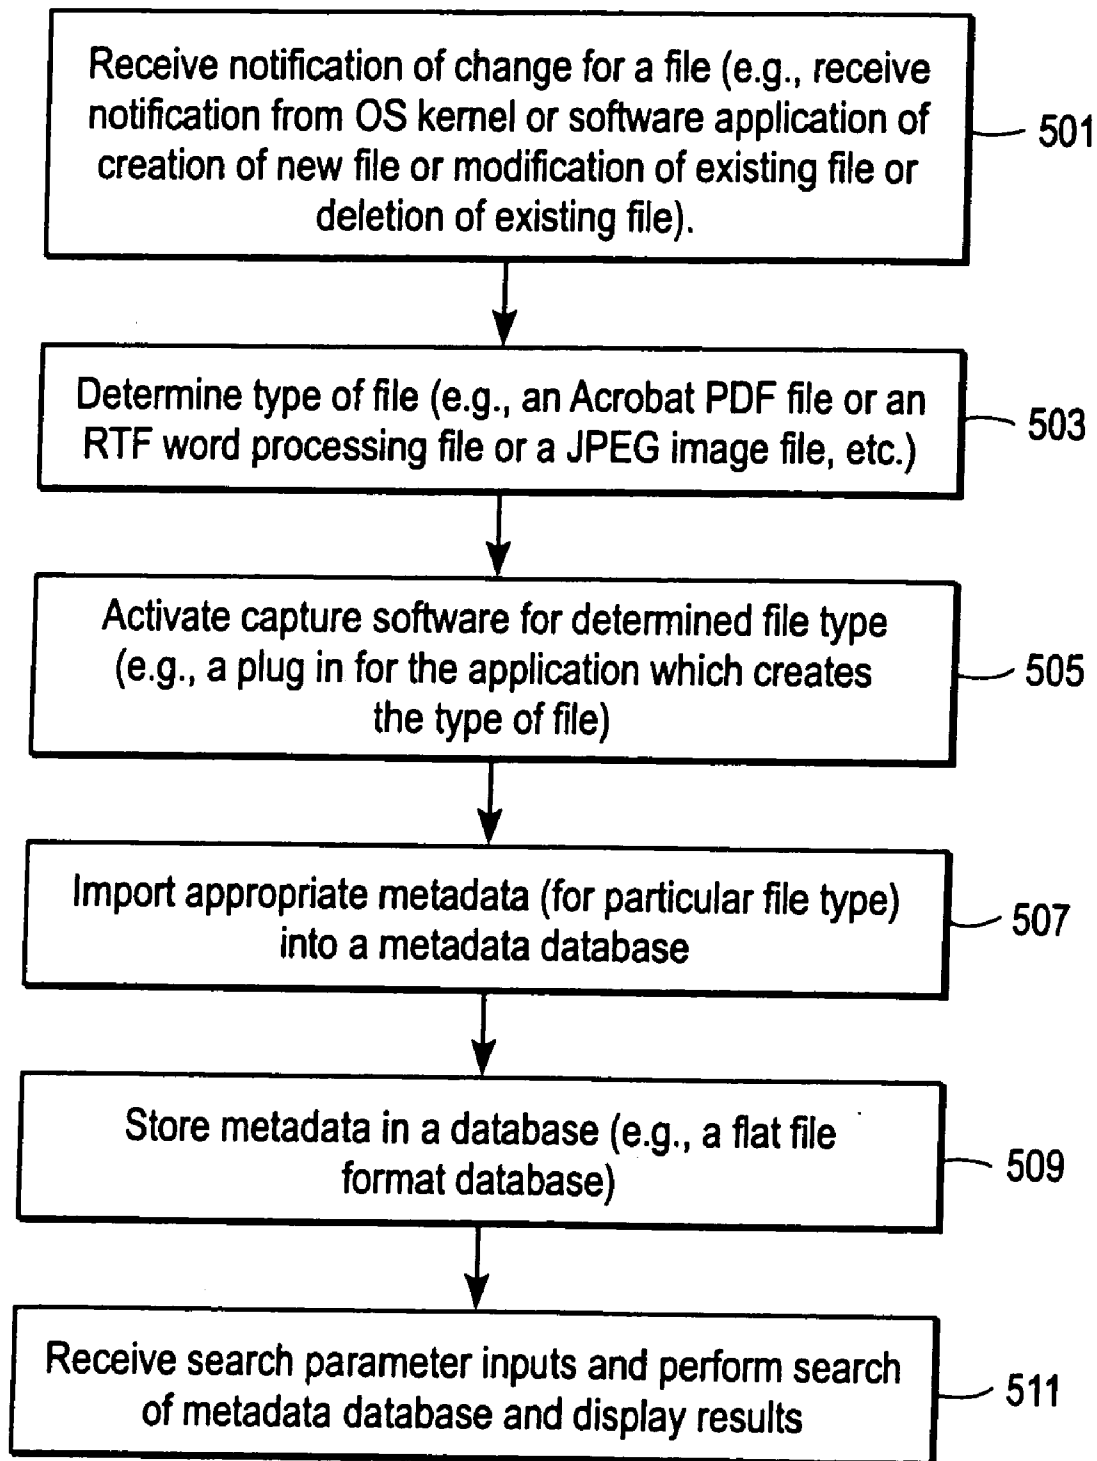 Receive notification of change for a file (e.g., receive
notification from OS kernel or software application of
creation of new file or modification of existing file or
deletion of existing file).
501
Determine type of file (e.g., an Acrobat PDF file or an
RTF word processing file or a JPEG image file, etc.)
503
Activate capture software for determined file type
(e.g., a plug in for the application which creates
the type of file)
505
Import appropriate metadata (for particular file type)
into a metadata database
507
Store metadata in a database (e.g., a flat file
format database)
509
Receive search parameter inputs and perform search
of metadata database and display results
511